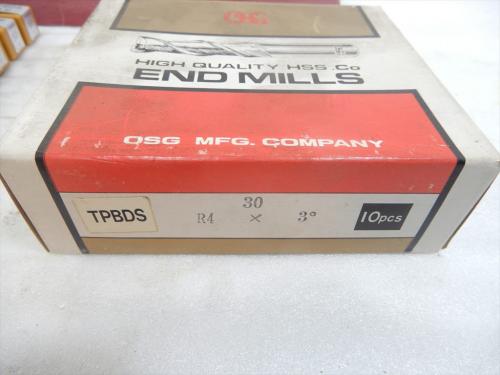 OSG
HIGH QUALITY HSS.Co
END MILLS
OSG MFG. COMPANY
TPBDS
30
R4 × 3°
10pcs